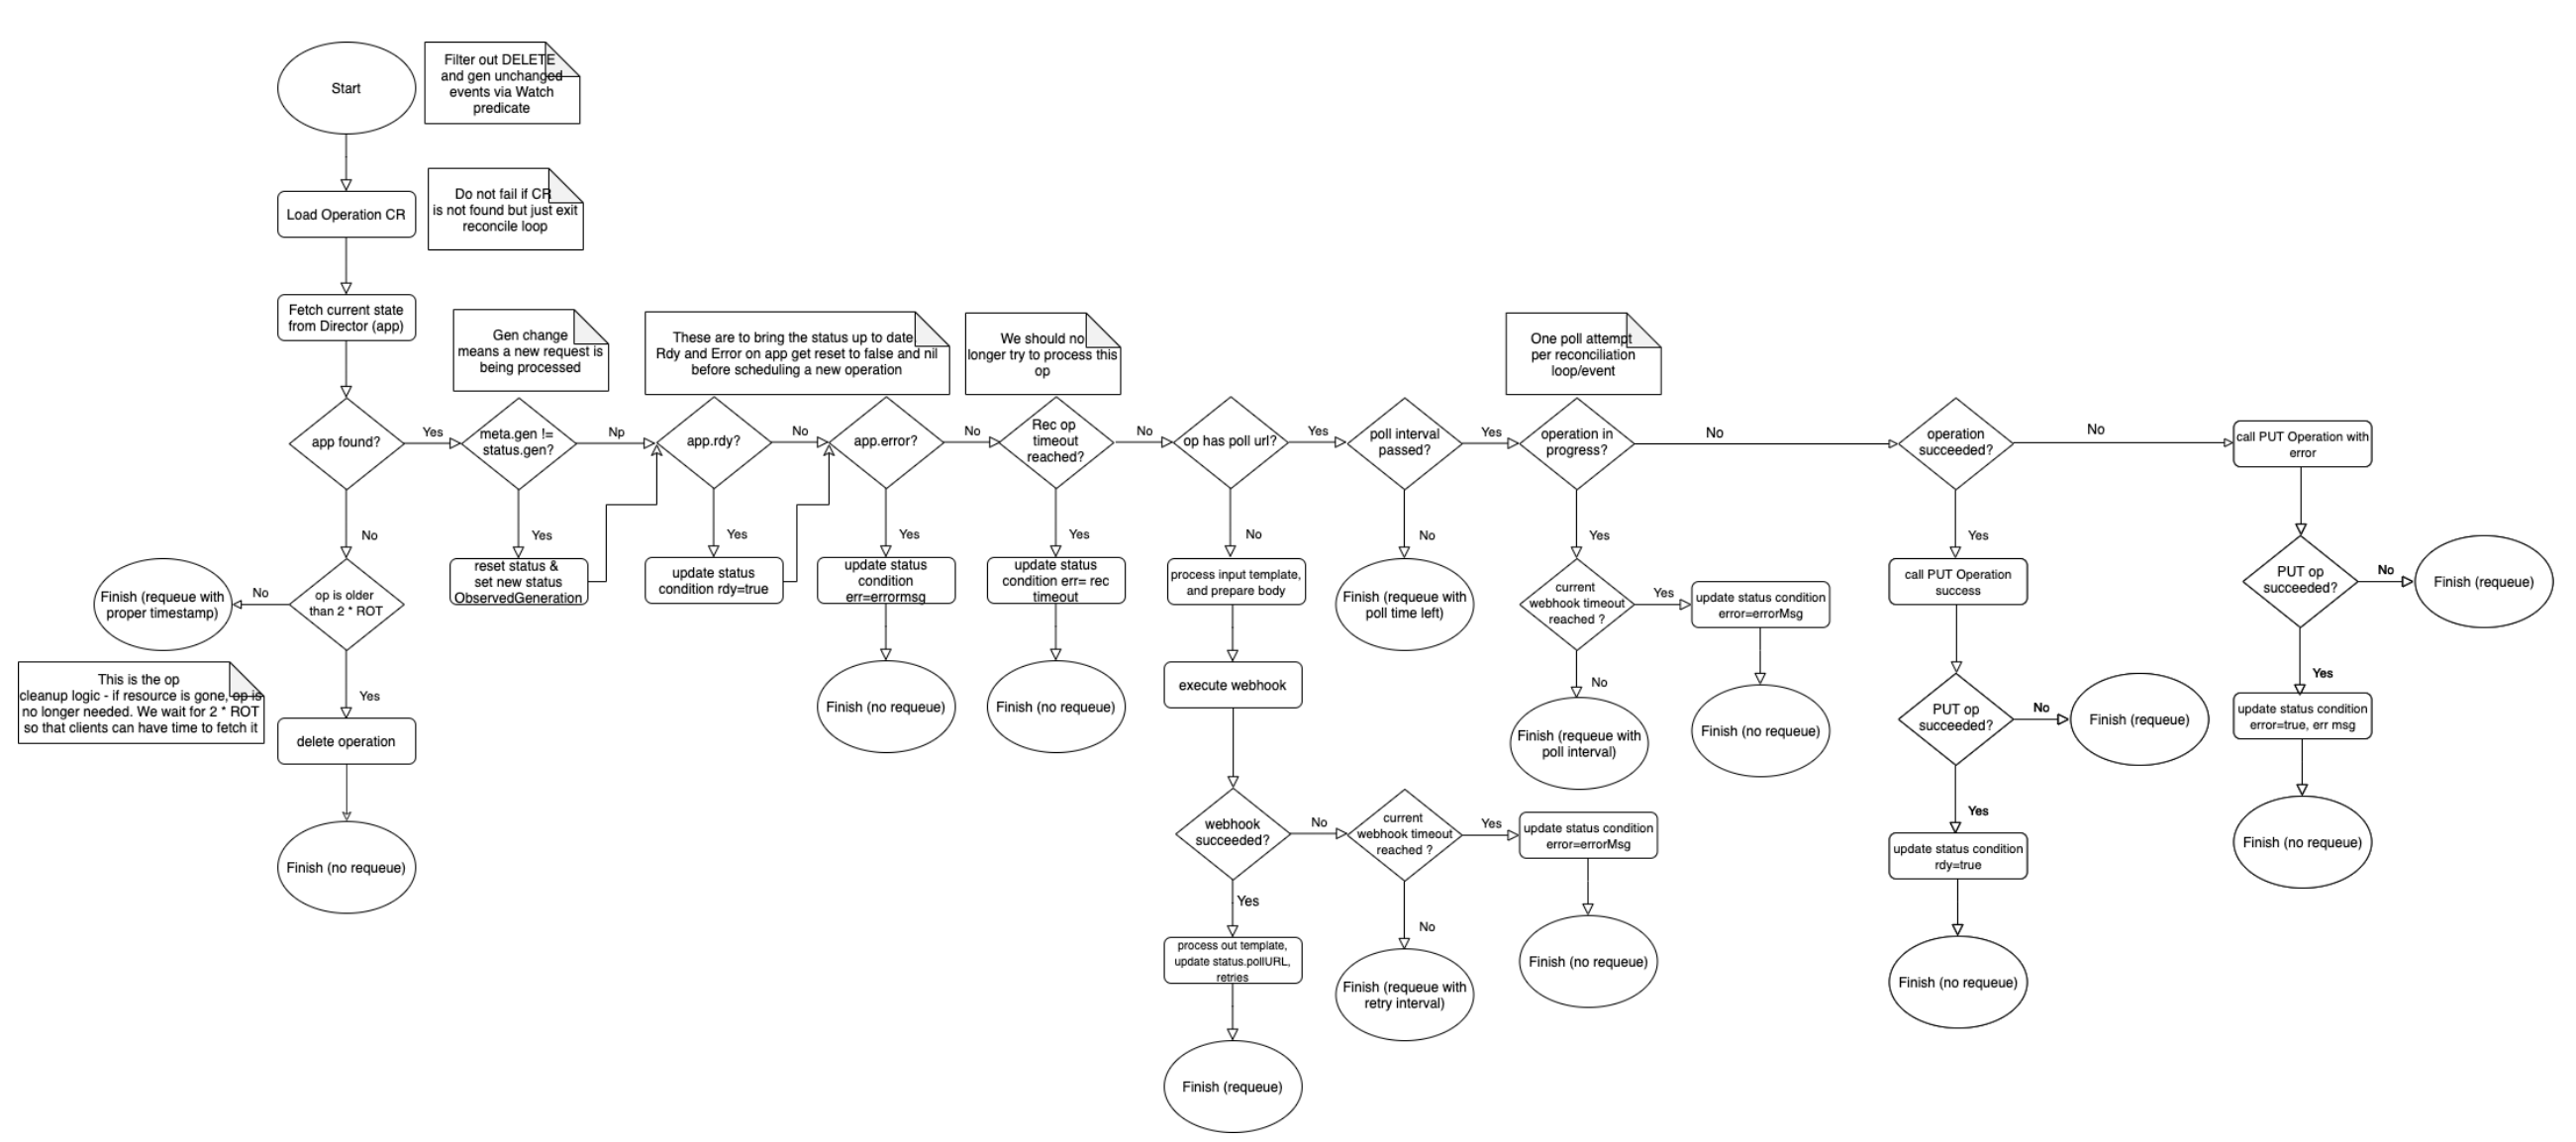 Start
Filter out DELETE
and gen unchanged
events via Watch
predicate
Load Operation CR
Do not fail if CR
is not found but just exit
reconcile loop
Fetch current state
from Director (app)
Gen change
means a new request is
being processed
These are to bring the status up to date.
Rdy and Error on app get reset to false and nil
before scheduling a new operation
We should no
longer try to process this
op
One poll attempt
per reconciliation
loop/event
app found?
Yes
meta.gen !=
status.gen?
Np
app.rdy?
No
app.error?
No
Rec op
timeout
reached?
No
op has poll url?
Yes
poll interval
passed?
Yes
operation in
progress?
No
operation
succeeded?
No
call PUT Operation with
error
No
Yes
Yes
Yes
Yes
No
No
Yes
Yes
Finish (requeue with
proper timestamp)
No
op is older
than 2 * ROT
reset status &
set new status
ObservedGeneration
update status
condition rdy=true
update status
condition
err=errormsg
update status
condition err= rec
timeout
process input template,
and prepare body
Finish (requeue with
poll time left)
current
webhook timeout
reached ?
Yes
update status condition
error=errorMsg
call PUT Operation
success
PUT op
succeeded?
No
Finish (requeue)
This is the op
cleanup logic - if resource is gone, op is
no longer needed. We wait for 2 * ROT
so that clients can have time to fetch it
Yes
delete operation
Finish (no requeue)
Finish (no requeue)
Finish (no requeue)
execute webhook
No
Finish (requeue with
poll interval)
Finish (no requeue)
PUT op
succeeded?
No
Finish (requeue)
Yes
update status condition
error=true, err msg
Finish (no requeue)
webhook
succeeded?
No
current
webhook timeout
reached ?
Yes
update status condition
error=errorMsg
Yes
update status condition
rdy=true
Yes
No
process out template,
update status.pollURL,
retries
Finish (requeue with
retry interval)
Finish (no requeue)
Finish (no requeue)
Finish (requeue)